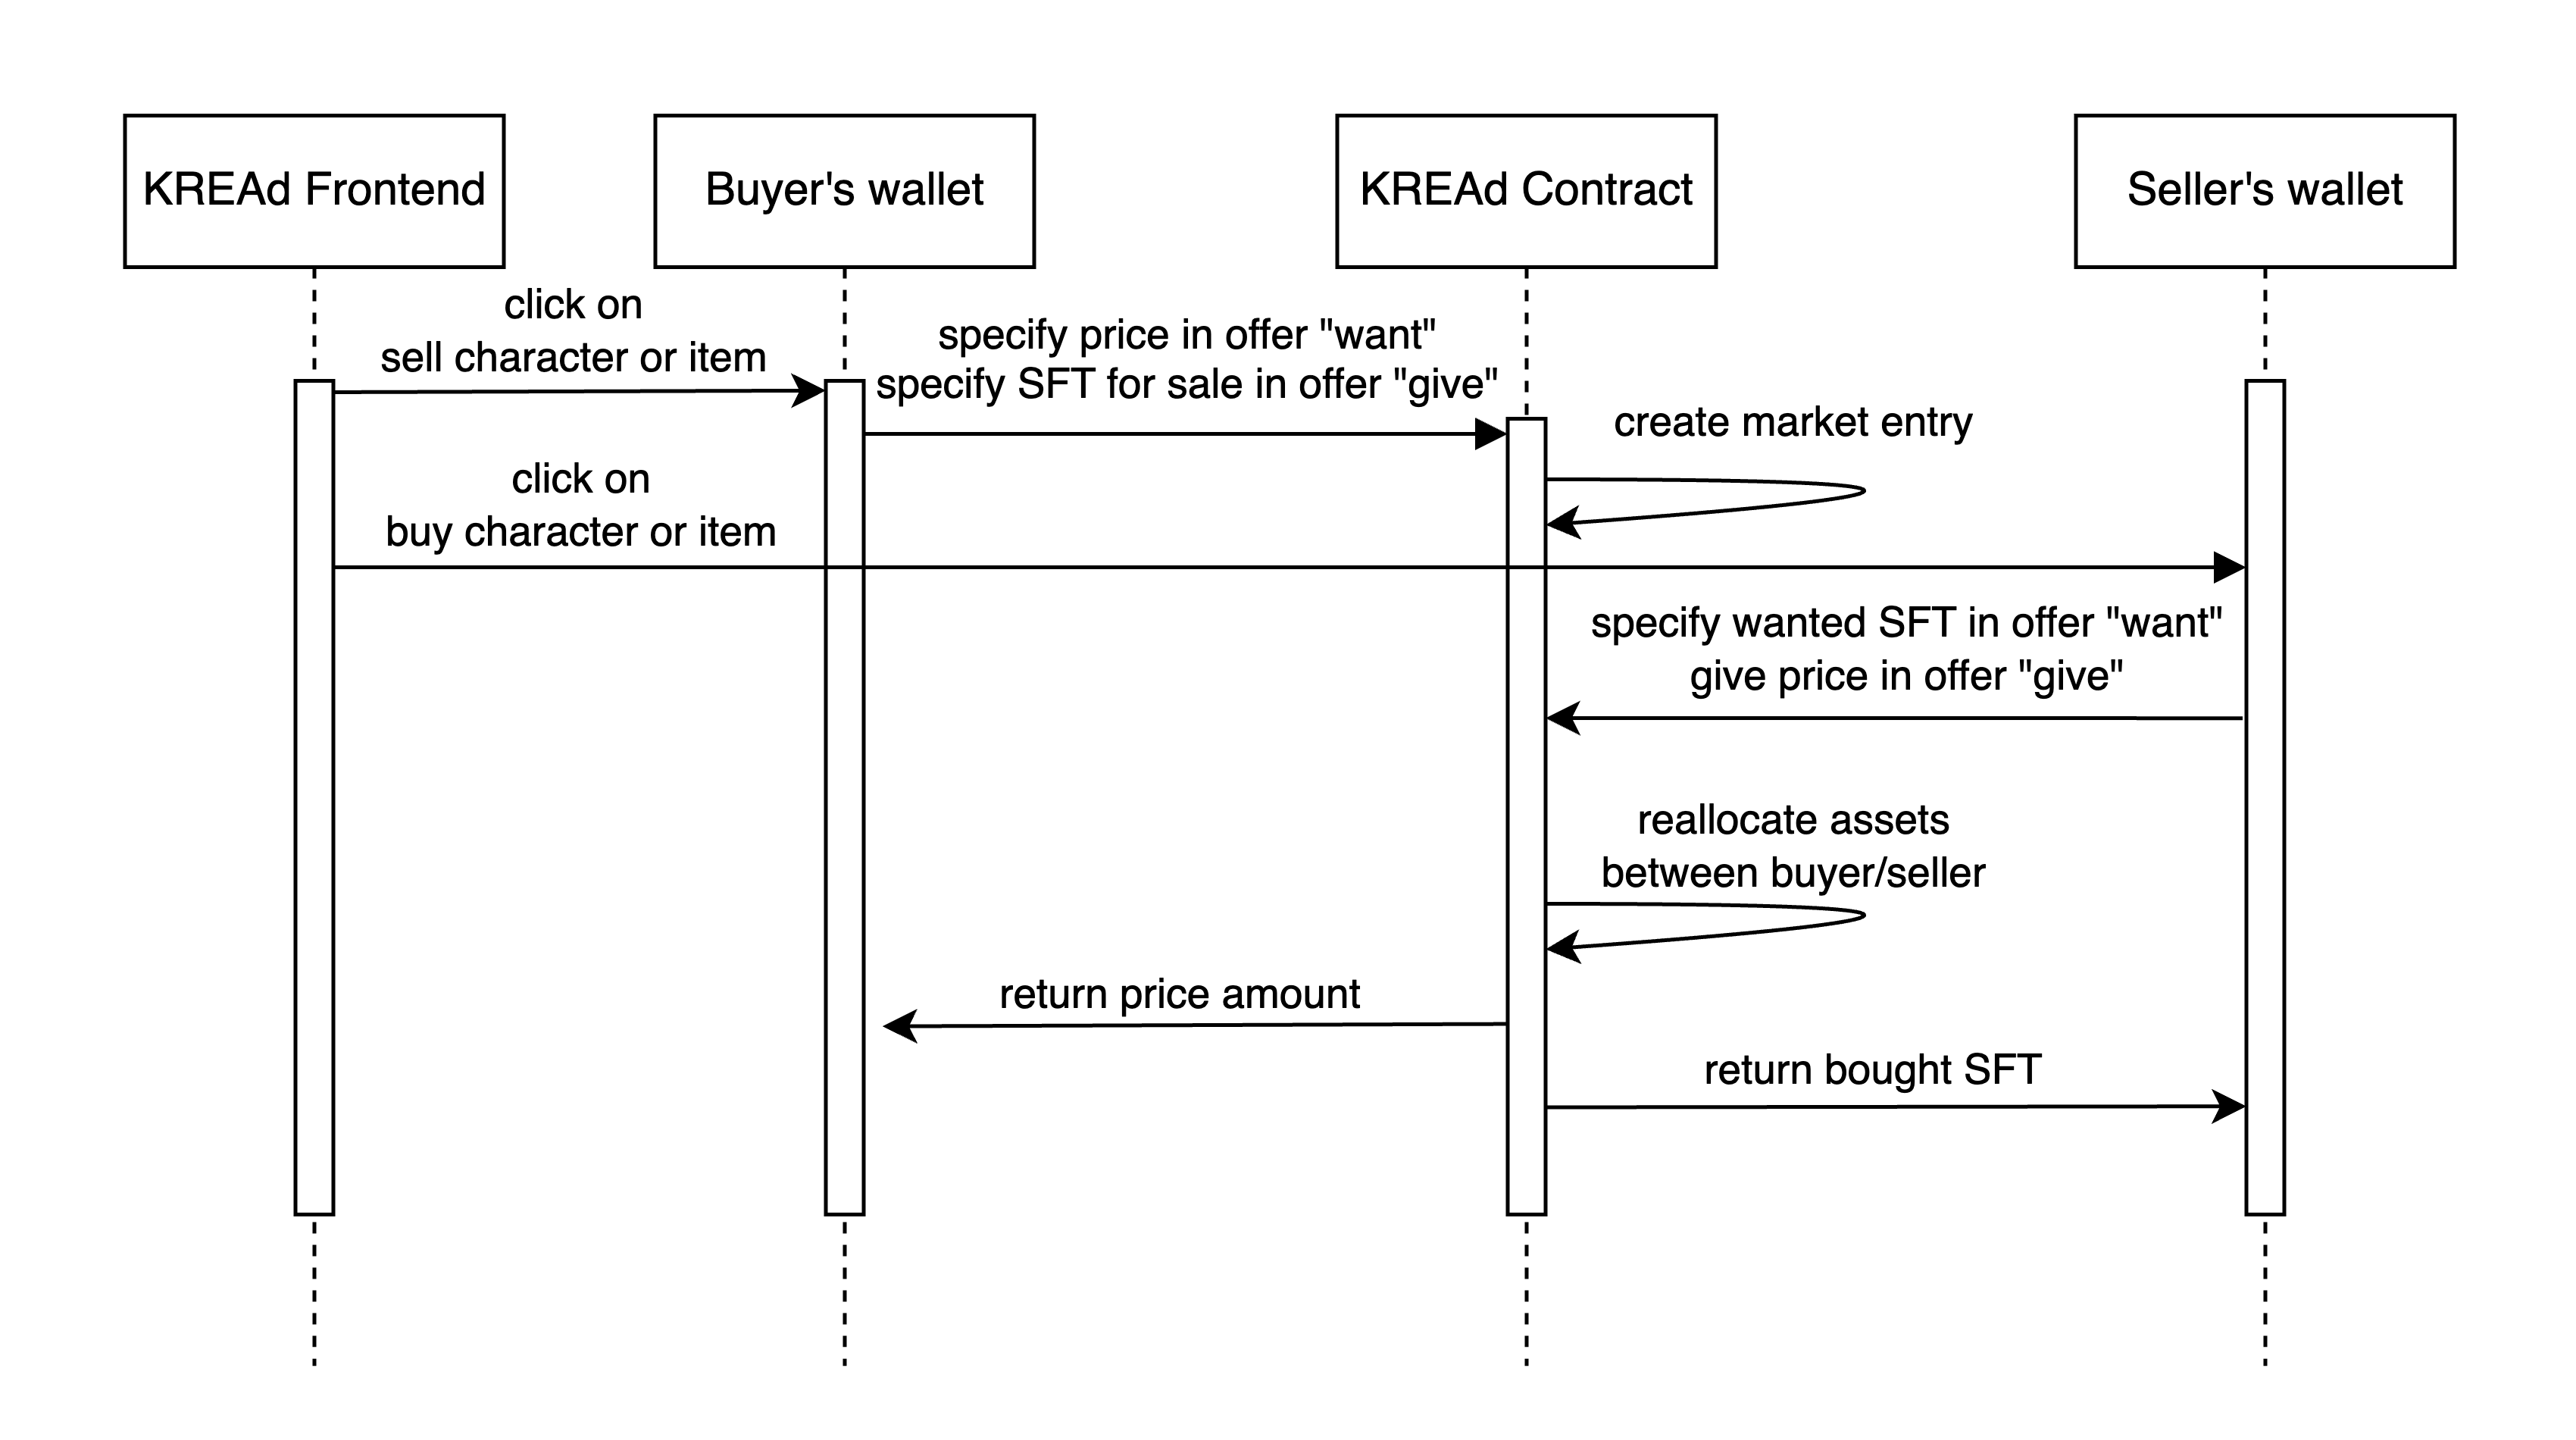 KREAd Frontend
Buyer's wallet
KREAd Contract
Seller's wallet
click on
sell character or item
specify price in offer "want"
specify SFT for sale in offer "give"
create market entry
click on
buy character or item
specify wanted SFT in offer "want"
give price in offer "give"
reallocate assets
between buyer/seller
return price amount
return bought SFT